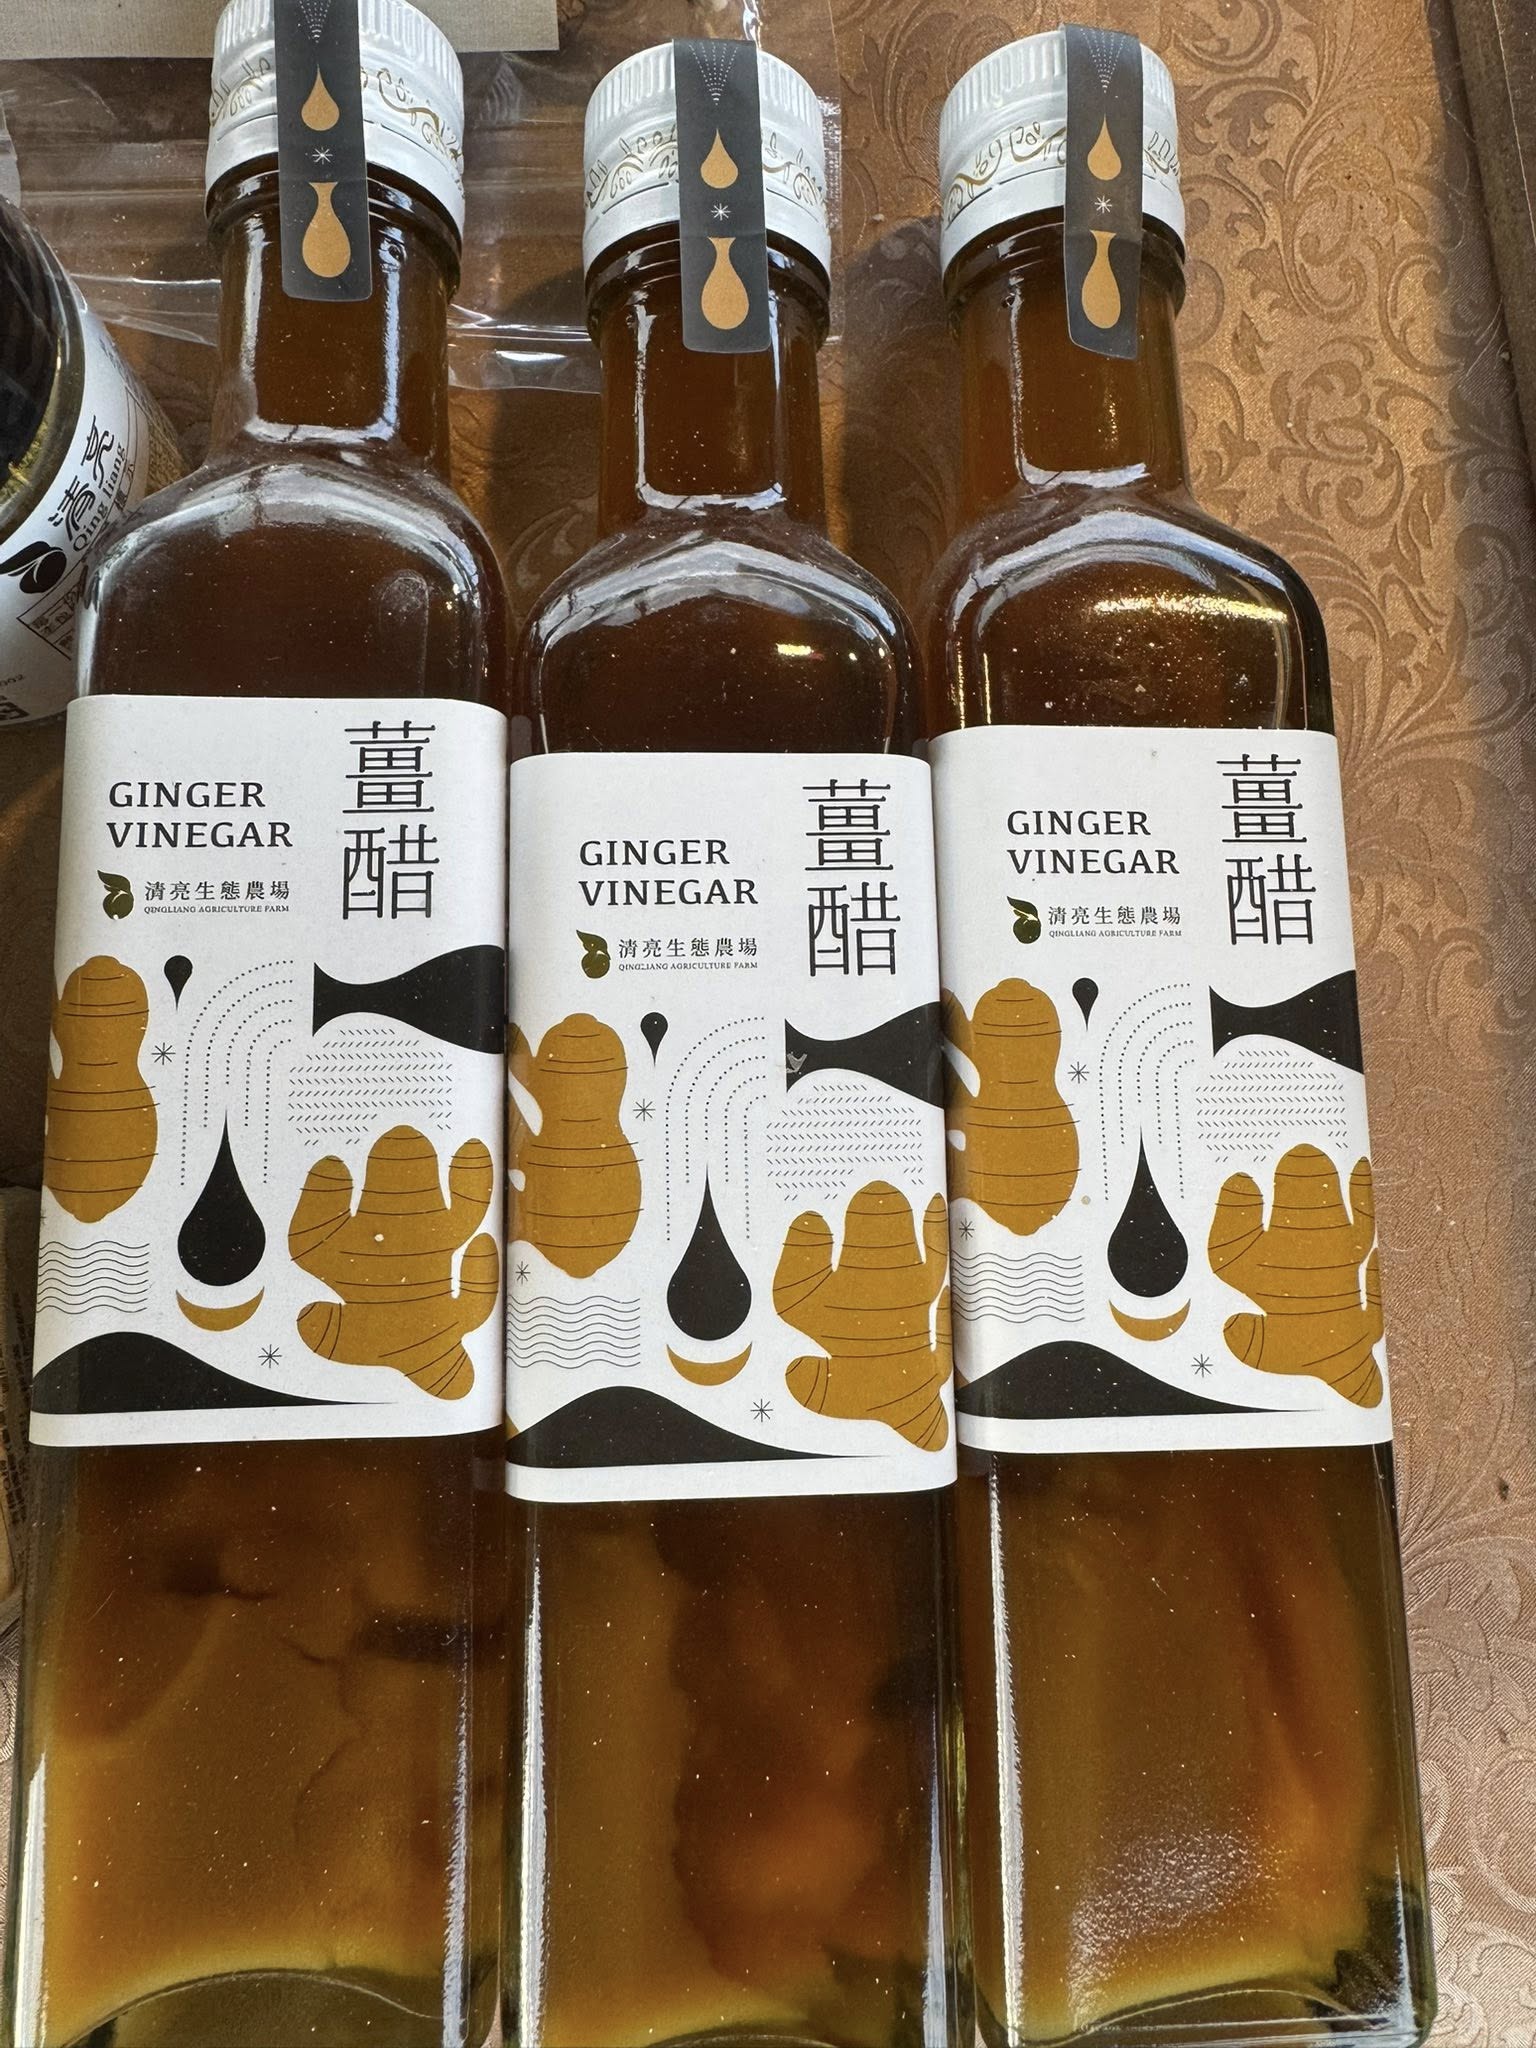 清亮
Qing liang
GINGER
VINEGAR
薑醋
清亮生態農場
QINGLIANG AGRICULTURE FARM
GINGER
VINEGAR
薑醋
清亮生態農場
QINGLIANG AGRICULTURE FARM
GINGER
VINEGAR
薑醋
清亮生態農場
QINGLIANG AGRICULTURE FARM